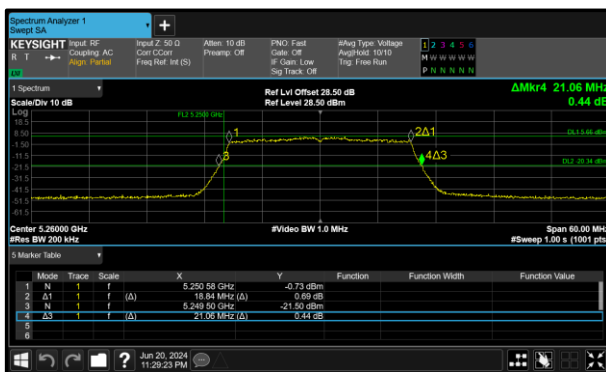 Spectrum Analyzer 1
Swept SA
KEYSIGHT
R T
Input: RF
Coupling: AC
Align: Partial
Input Z: 50 Ω
Corr CCorr
Freq Ref: Int (S)
Atten: 10 dB
Preamp: Off
PNO: Fast
Gate: Off
IF Gain: Low
Sig Track: Off
#Avg Type: Voltage
Avg|Hold: 10/10
Trig: Free Run
1 2 3 4 5 6
M W W W W W
P N N N N N
1 Spectrum
Scale/Div 10 dB
Ref Lvl Offset 28.50 dB
Ref Level 28.50 dBm
ΔMkr4 21.06 MHz
0.44 dB
Log
18.5
8.50
-1.50
-11.5
-21.5
-31.5
-41.5
-51.5
-61.5
FL2 5.2500 GHz
1
2Δ1
3
4Δ3
DL1 5.66 dBm
DL2 -20.34 dBm
Center 5.26000 GHz
#Res BW 200 kHz
#Video BW 1.0 MHz
Span 60.00 MHz
#Sweep 1.00 s (1001 pts)
5 Marker Table
Mode Trace Scale X Y Function Function Width Function Value
1 N 1 f 5.250 58 GHz -0.73 dBm
2 Δ1 1 f (Δ) 18.84 MHz (Δ) 0.69 dB
3 N 1 f 5.249 50 GHz -21.50 dBm
4 Δ3 1 f (Δ) 21.06 MHz (Δ) 0.44 dB
5
6
Jun 20, 2024
11:29:23 PM